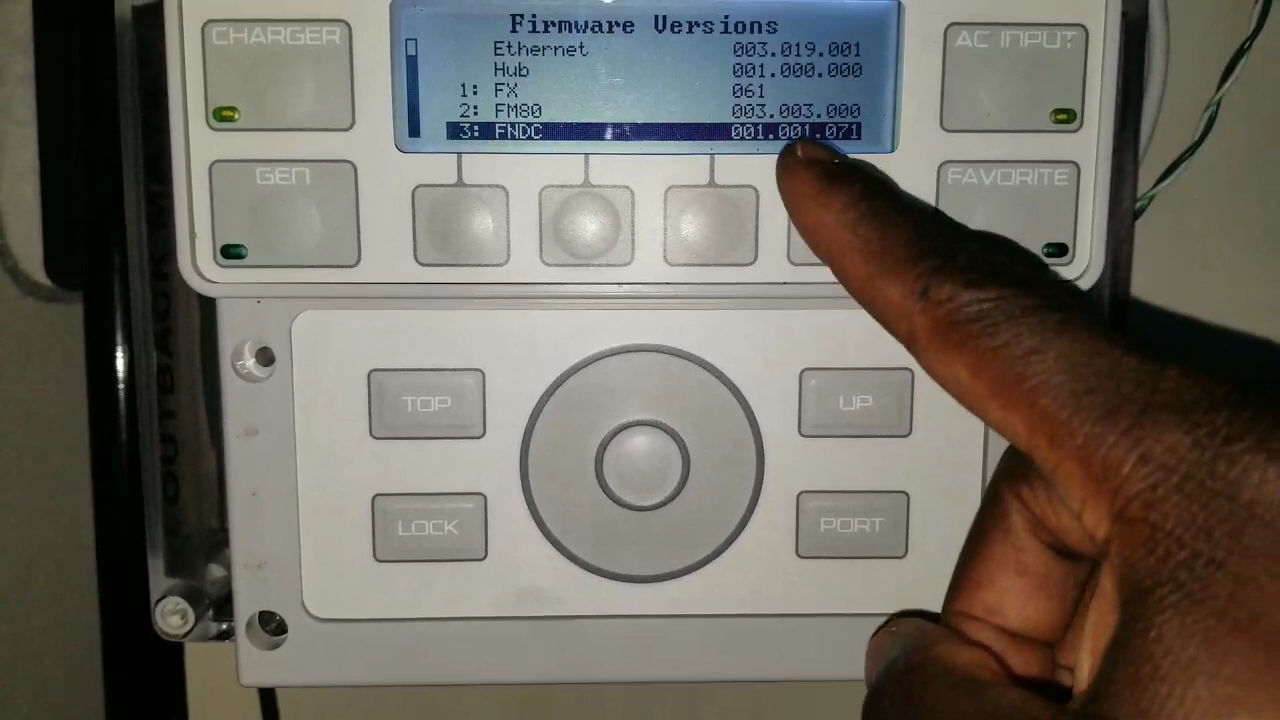 Firmware Versions
Ethernet 003.019.001
Hub 001.000.000
1: FX 061
2: FM80 003.003.000
3: FNDC 001.001.071
CHARGER
AC INPUT
GEN
FAVORITE
TOP
UP
LOCK
PORT
OUTBACK